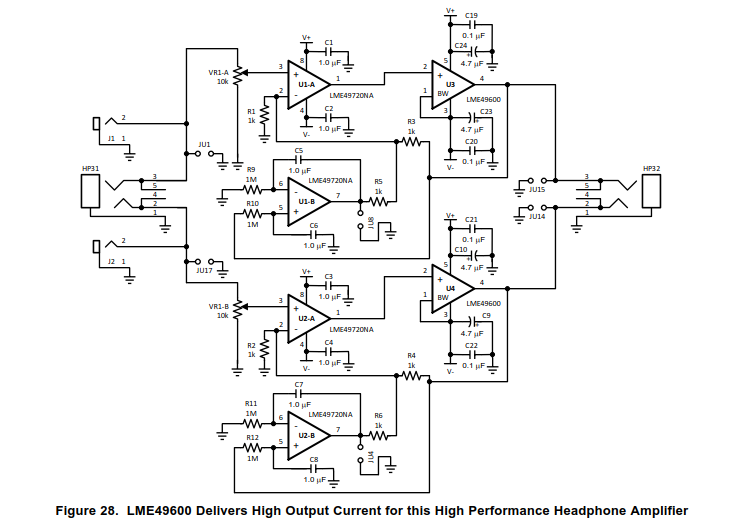 V+
C19
0.1 µF
V+
C1
C24
4.7 µF
8
1.0 µF
5
VR1-A
10k
3
+
U1-A
1
2
+
U3
4
2
-
LME49720NA
1
BW
LME49600
R1
1k
4
C2
3
C23
2
1.0 µF
4.7 µF
+
V-
R3
1k
C20
J1 1
JU1
0.1 µF
V-
C5
HP31
R9
1M
1.0 µF
LME49720NA
HP32
3
5
4
2
1
6
-
U1-B
7
R5
1k
JU15
3
5
4
2
1
R10
1M
5
+
JU8
JU14
C6
V+
C21
1.0 µF
0.1 µF
2
C10
4.7 µF
J2 1
JU17
V+
C3
5
2
+
U4
4
8
1.0 µF
1
BW
LME49600
VR1-B
10k
3
+
U2-A
1
3
C9
2
-
LME49720NA
+
4.7 µF
R2
1k
4
C4
1.0 µF
C22
V-
R4
1k
0.1 µF
V-
C7
R11
1M
1.0 µF
LME49720NA
6
-
U2-B
7
R6
1k
R12
1M
5
+
JU4
C8
1.0 µF
Figure 28. LME49600 Delivers High Output Current for this High Performance Headphone Amplifier